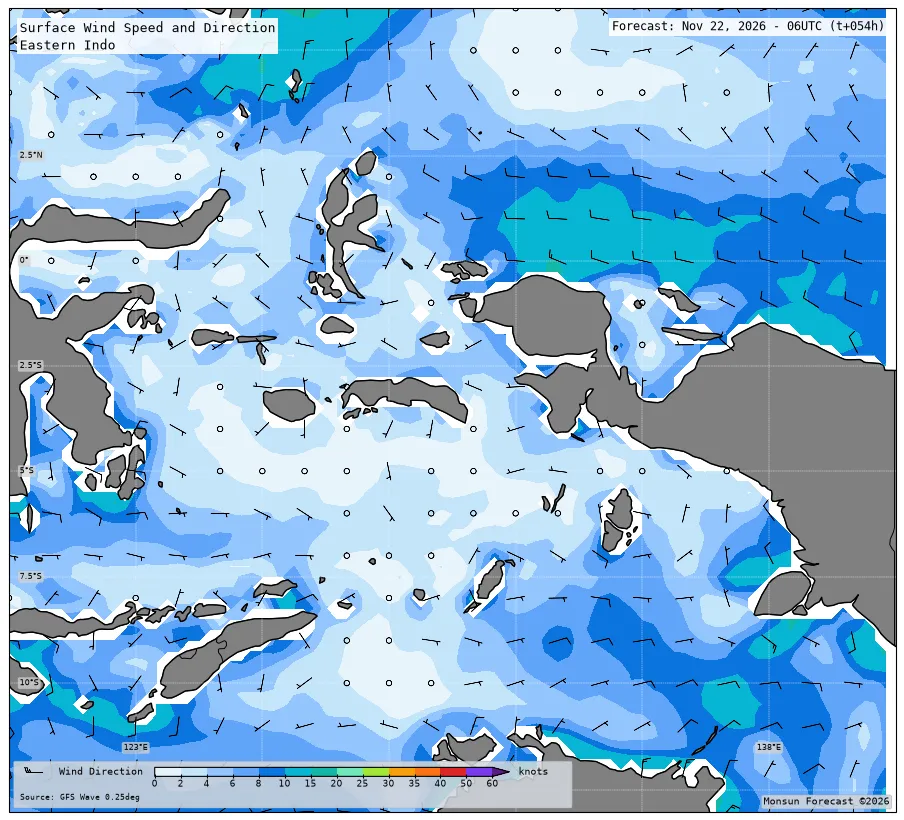 Surface Wind Speed and Direction
Eastern Indo
Forecast: Nov 22, 2026 - 06UTC (t+054h)
2.5°N
0°
2.5°S
5°S
7.5°S
10°S
123°E
138°E
Wind Direction
0 2 4 6 8 10 15 20 25 30 35 40 50 60
knots
Source: GFS Wave 0.25deg
Monsun Forecast ©2026